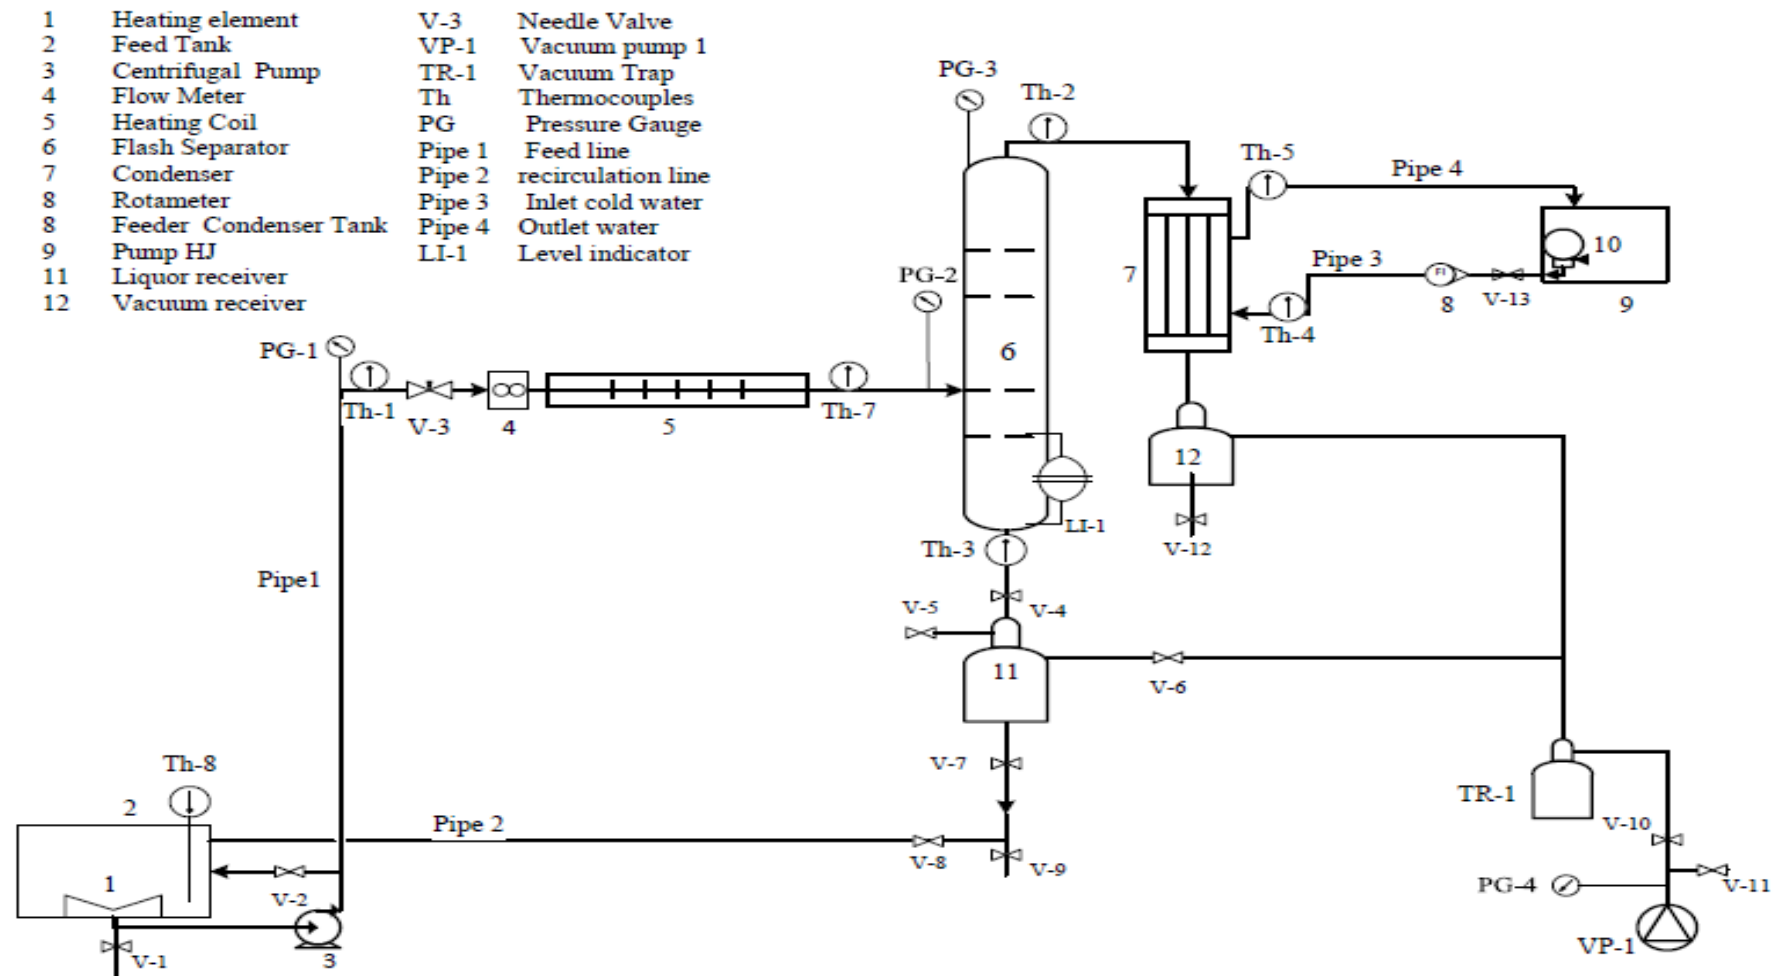 1 Heating element V-3 Needle Valve
2 Feed Tank VP-1 Vacuum pump 1
3 Centrifugal Pump TR-1 Vacuum Trap
4 Flow Meter Th Thermocouples
5 Heating Coil PG Pressure Gauge
6 Flash Separator Pipe 1 Feed line
7 Condenser Pipe 2 recirculation line
8 Rotameter Pipe 3 Inlet cold water
8 Feeder Condenser Tank Pipe 4 Outlet water
9 Pump HJ LI-1 Level indicator
11 Liquor receiver
12 Vacuum receiver
PG-3
Th-2
Th-5
Pipe 4
10
PG-2
7
Pipe 3
FI
8
V-13
9
Th-4
PG-1
6
Th-1
V-3
4
5
Th-7
12
LI-1
V-12
Th-3
Pipe1
V-5
V-4
11
V-6
V-7
Th-8
2
TR-1
Pipe 2
V-10
V-8
V-9
1
V-2
PG-4
V-11
VP-1
V-1
3